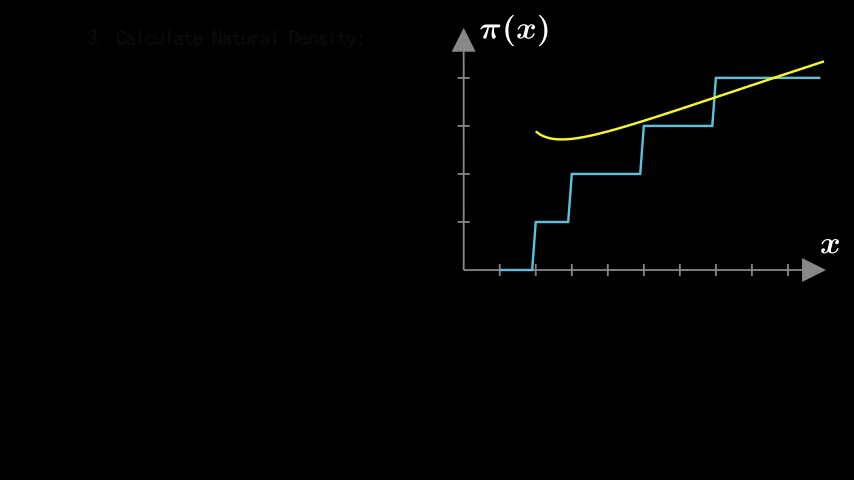 3. Calculate Natural Density:
π(x)
x